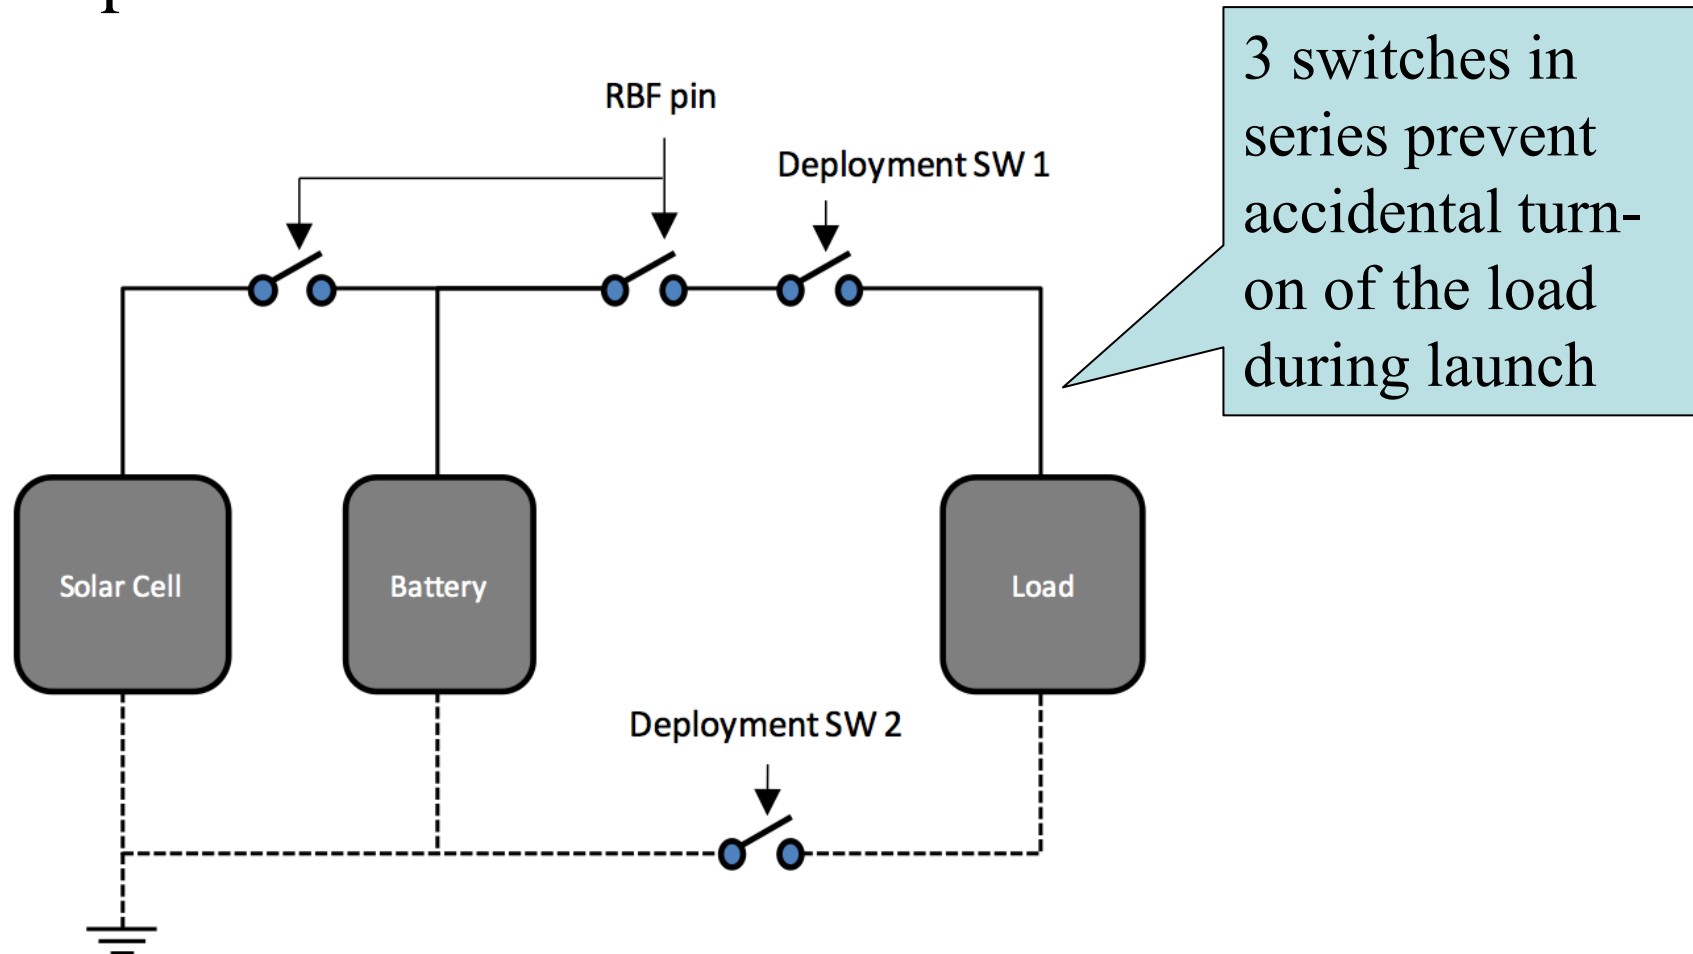 RBF pin
Deployment SW 1
3 switches in
series prevent
accidental turn-
on of the load
during launch
Solar Cell
Battery
Load
Deployment SW 2